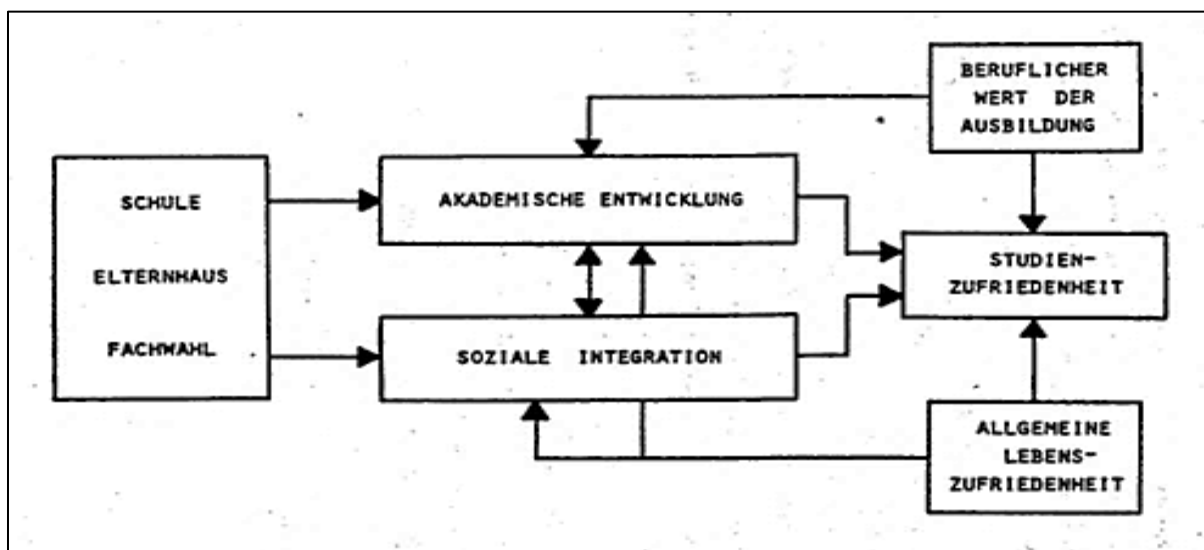 BERUFLICHER
WERT DER
AUSBILDUNG
SCHULE
ELTERNHAUS
FACHWAHL
AKADEMISCHE ENTWICKLUNG
SOZIALE INTEGRATION
STUDIEN-
ZUFRIEDENHEIT
ALLGEMEINE
LEBENS-
ZUFRIEDENHEIT